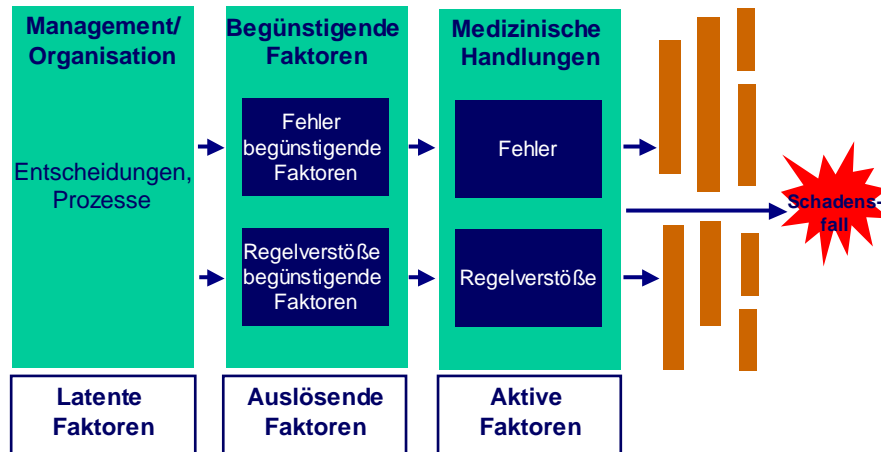 Management/
Organisation
Entscheidungen,
Prozesse
Latente
Faktoren
Begünstigende
Faktoren
Fehler
begünstigende
Faktoren
Regelverstöße
begünstigende
Faktoren
Auslösende
Faktoren
Medizinische
Handlungen
Fehler
Regelverstöße
Aktive
Faktoren
Schadens-
fall